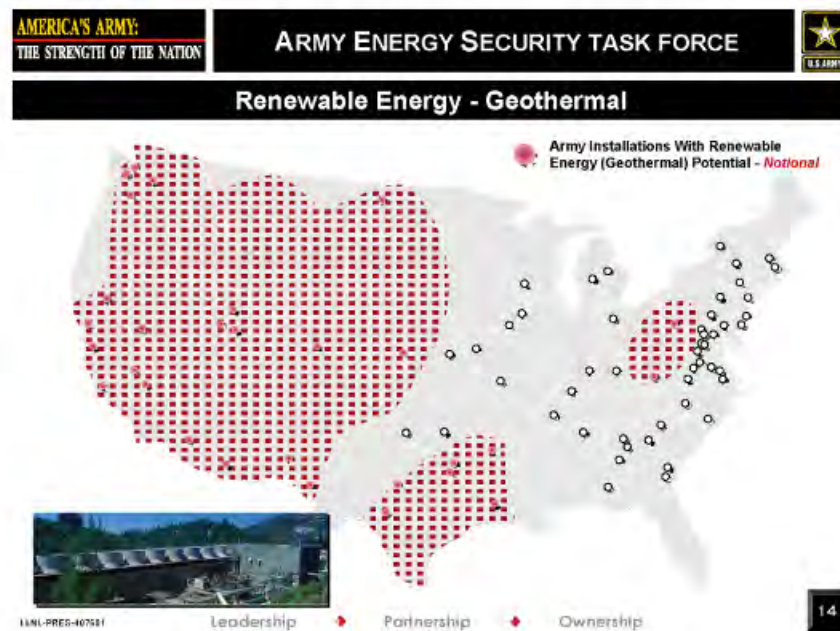 AMERICA'S ARMY:
THE STRENGTH OF THE NATION
ARMY ENERGY SECURITY TASK FORCE
U.S.ARMY
Renewable Energy - Geothermal
Army Installations With Renewable
Energy (Geothermal) Potential - Notional
Leadership Partnership Ownership
14